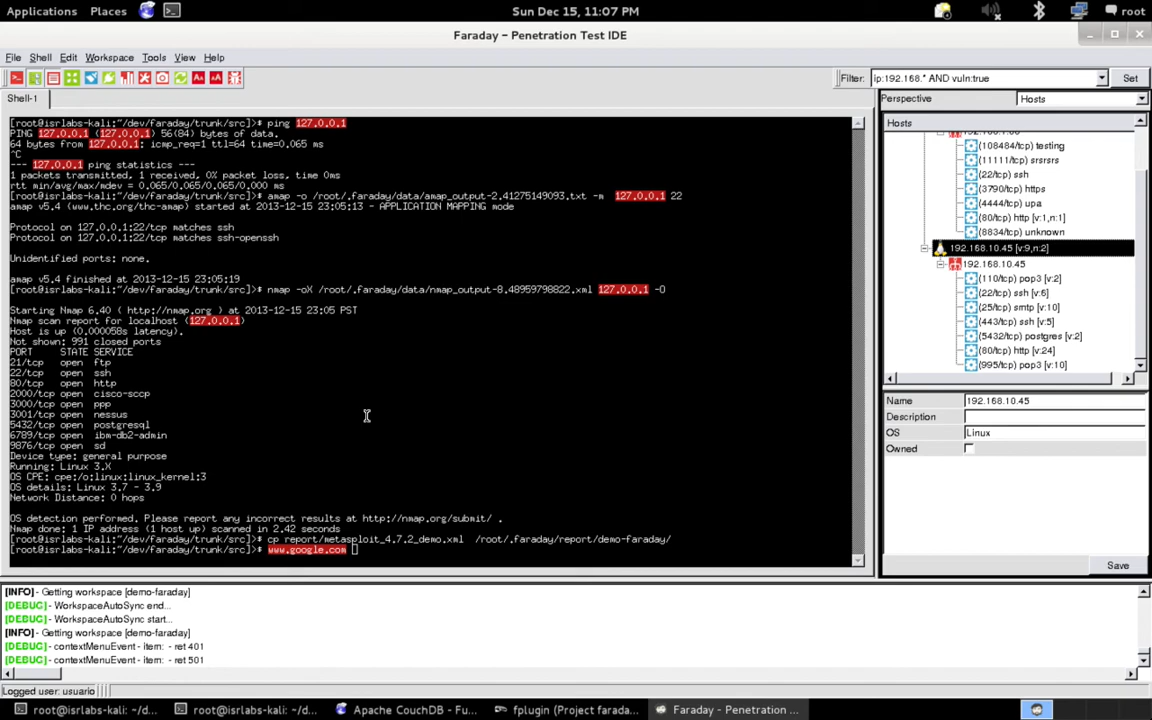 Applications Places Sun Dec 15, 11:07 PM root
Faraday - Penetration Test IDE
File Shell Edit Workspace Tools View Help
Filter: ip:192.168.* AND vuln:true Set
Shell-1
Perspective Hosts
Hosts
[root@isrlabs-kali:~/dev/faraday/trunk/src]> ping 127.0.0.1
PING 127.0.0.1 (127.0.0.1) 56(84) bytes of data.
64 bytes from 127.0.0.1: icmp_req=1 ttl=64 time=0.065 ms
^C
--- 127.0.0.1 ping statistics ---
1 packets transmitted, 1 received, 0% packet loss, time 0ms
rtt min/avg/max/mdev = 0.065/0.065/0.065/0.000 ms
[root@isrlabs-kali:~/dev/faraday/trunk/src]> amap -o /root/.faraday/data/amap_output-2.41275149093.txt -m 127.0.0.1 22
amap v5.4 (www.thc.org/thc-amap) started at 2013-12-15 23:05:13 - APPLICATION MAPPING mode
Protocol on 127.0.0.1:22/tcp matches ssh
Protocol on 127.0.0.1:22/tcp matches ssh-openssh
Unidentified ports: none.
amap v5.4 finished at 2013-12-15 23:05:19
[root@isrlabs-kali:~/dev/faraday/trunk/src]> nmap -oX /root/.faraday/data/nmap_output-8.48959798822.xml 127.0.0.1 -O
Starting Nmap 6.40 ( http://nmap.org ) at 2013-12-15 23:05 PST
Nmap scan report for localhost (127.0.0.1)
Host is up (0.000058s latency).
Not shown: 991 closed ports
PORT STATE SERVICE
21/tcp open ftp
22/tcp open ssh
80/tcp open http
2000/tcp open cisco-sccp
3000/tcp open ppp
3001/tcp open nessus
5432/tcp open postgresql
6789/tcp open ibm-db2-admin
9876/tcp open sd
Device type: general purpose
Running: Linux 3.X
OS CPE: cpe:/o:linux:linux_kernel:3
OS details: Linux 3.7 - 3.9
Network Distance: 0 hops
OS detection performed. Please report any incorrect results at http://nmap.org/submit/ .
Nmap done: 1 IP address (1 host up) scanned in 2.42 seconds
[root@isrlabs-kali:~/dev/faraday/trunk/src]> cp report/metasploit_4.7.2_demo.xml /root/.faraday/report/demo-faraday/
[root@isrlabs-kali:~/dev/faraday/trunk/src]> www.google.com
(108484/tcp) testing
(11111/tcp) srsrsrs
(22/tcp) ssh
(3790/tcp) https
(4444/tcp) upa
(80/tcp) http [v:1,n:1]
(8834/tcp) unknown
192.168.10.45 [v:9,n:2]
192.168.10.45
(110/tcp) pop3 [v:2]
(22/tcp) ssh [v:6]
(25/tcp) smtp [v:10]
(443/tcp) ssh [v:5]
(5432/tcp) postgres [v:2]
(80/tcp) http [v:24]
(995/tcp) pop3 [v:10]
Name 192.168.10.45
Description
OS Linux
Owned
Save
[INFO] - Getting workspace [demo-faraday]
[DEBUG] - WorkspaceAutoSync end...
[DEBUG] - WorkspaceAutoSync start...
[INFO] - Getting workspace [demo-faraday]
[DEBUG] - contextMenuEvent - item: - ret 401
[DEBUG] - contextMenuEvent - item: - ret 501
Logged user: usuario
root@isrlabs-kali: ~/d... root@isrlabs-kali: ~/d... Apache CouchDB - Fu... fplugin (Project farada... Faraday - Penetration ...